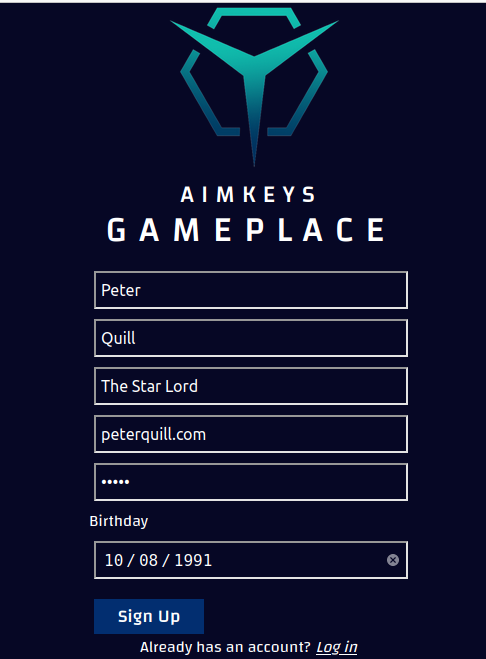 AIMKEYS
GAMEPLACE
Peter
Quill
The Star Lord
peterquill.com
•••••
Birthday
10 / 08 / 1991
Sign Up
Already has an account? Log in